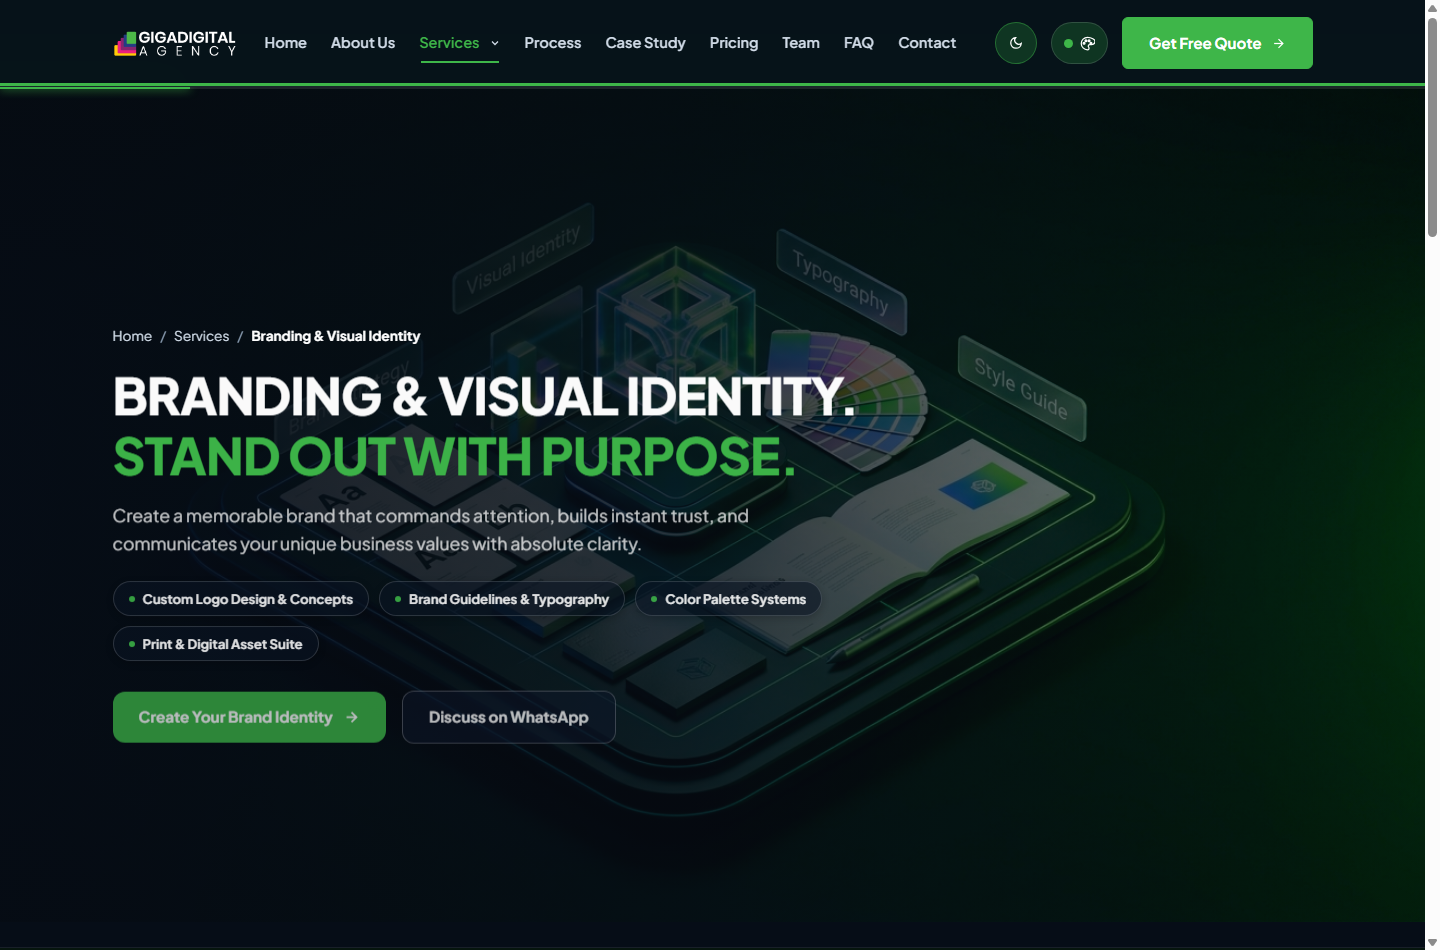 GIGADIGITAL
AGENCY
Home
About Us
Services
Process
Case Study
Pricing
Team
FAQ
Contact
Get Free Quote
Visual Identity
Typography
Style Guide
Home / Services / Branding & Visual Identity
BRANDING & VISUAL IDENTITY.
STAND OUT WITH PURPOSE.
Aa
Create a memorable brand that commands attention, builds instant trust, and
communicates your unique business values with absolute clarity.
Custom Logo Design & Concepts
Brand Guidelines & Typography
Color Palette Systems
Print & Digital Asset Suite
Create Your Brand Identity
Discuss on WhatsApp